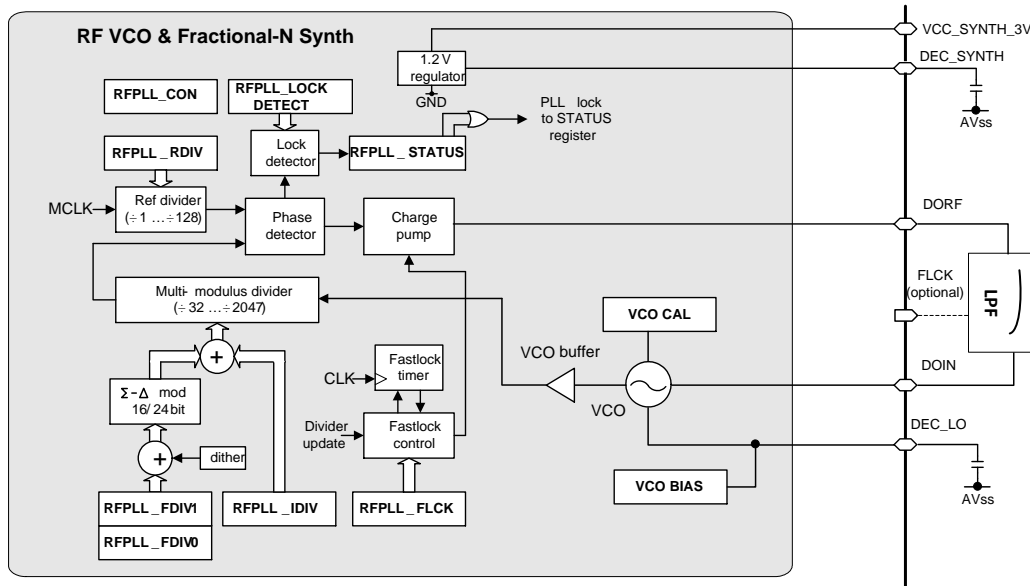 RF VCO & Fractional-N Synth
VCC_SYNTH_3V
1.2 V
regulator
DEC_SYNTH
GND
AVss
RFPLL_CON
RFPLL_LOCK
DETECT
PLL lock
to STATUS
register
RFPLL_RDIV
Lock
detector
RFPLL_STATUS
MCLK
Ref divider
(÷1 ...÷128)
Phase
detector
Charge
pump
DORF
Multi-modulus divider
(÷32 ...÷2047)
FLCK
(optional)
LPF
VCO CAL
VCO buffer
VCO
DOIN
CLK
Fastlock
timer
Σ-Δ mod
16/24bit
+
+
dither
Divider
update
Fastlock
control
DEC_LO
AVss
VCO BIAS
RFPLL_FDIV1
RFPLL_IDIV
RFPLL_FLCK
RFPLL_FDIV0